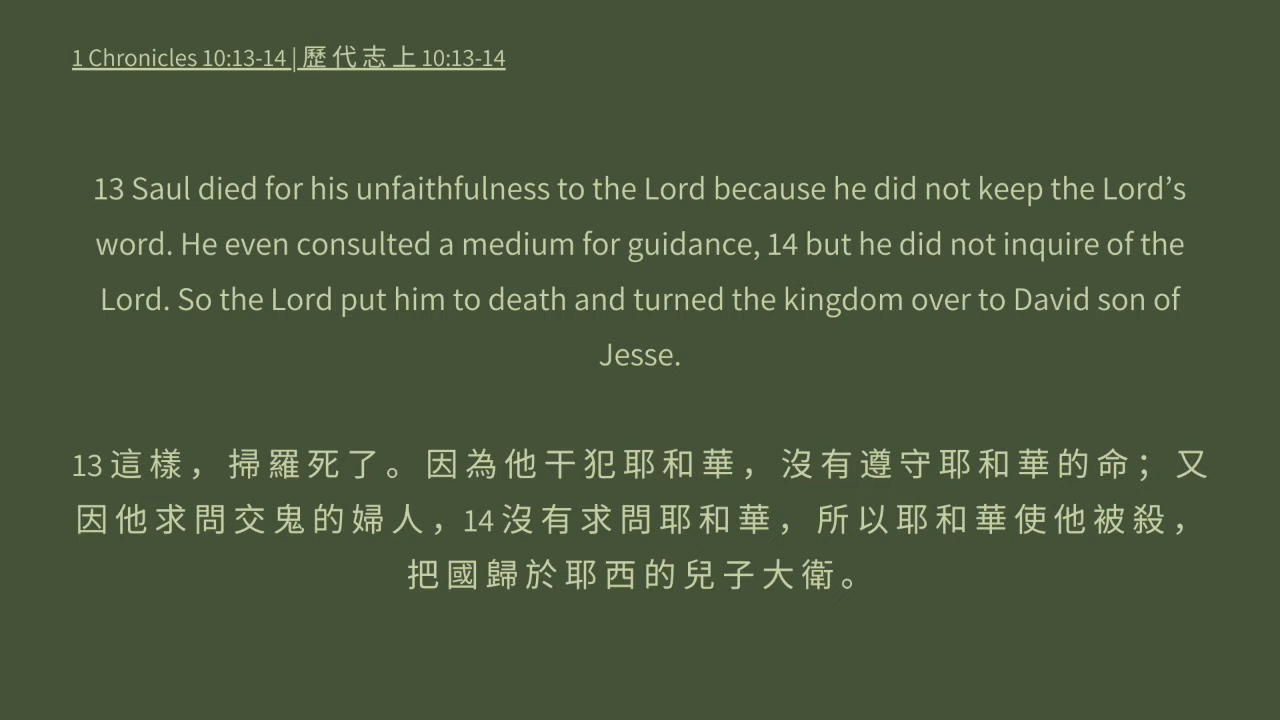 1 Chronicles 10:13-14 | 歷代志上 10:13-14
13 Saul died for his unfaithfulness to the Lord because he did not keep the Lord’s
word. He even consulted a medium for guidance, 14 but he did not inquire of the
Lord. So the Lord put him to death and turned the kingdom over to David son of
Jesse.
13 這樣，掃羅死了。因為他干犯耶和華，沒有遵守耶和華的命；又
因他求問交鬼的婦人，14 沒有求問耶和華，所以耶和華使他被殺，
把國歸於耶西的兒子大衛。